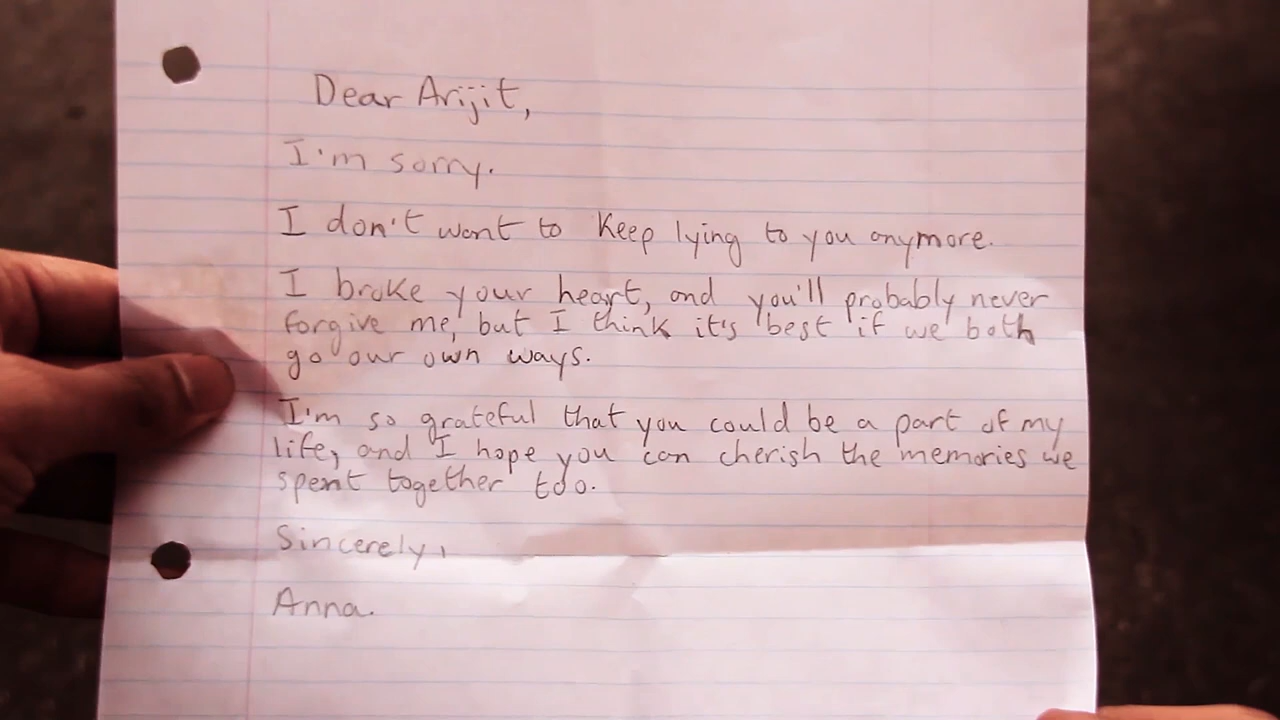 Dear Arijit,
I'm sorry.
I don't want to keep lying to you anymore.
I broke your heart, and you'll probably never
forgive me, but I think it's best if we both
go our own ways.
I'm so grateful that you could be a part of my
life, and I hope you can cherish the memories we
spent together too.
Sincerely,
Anna.